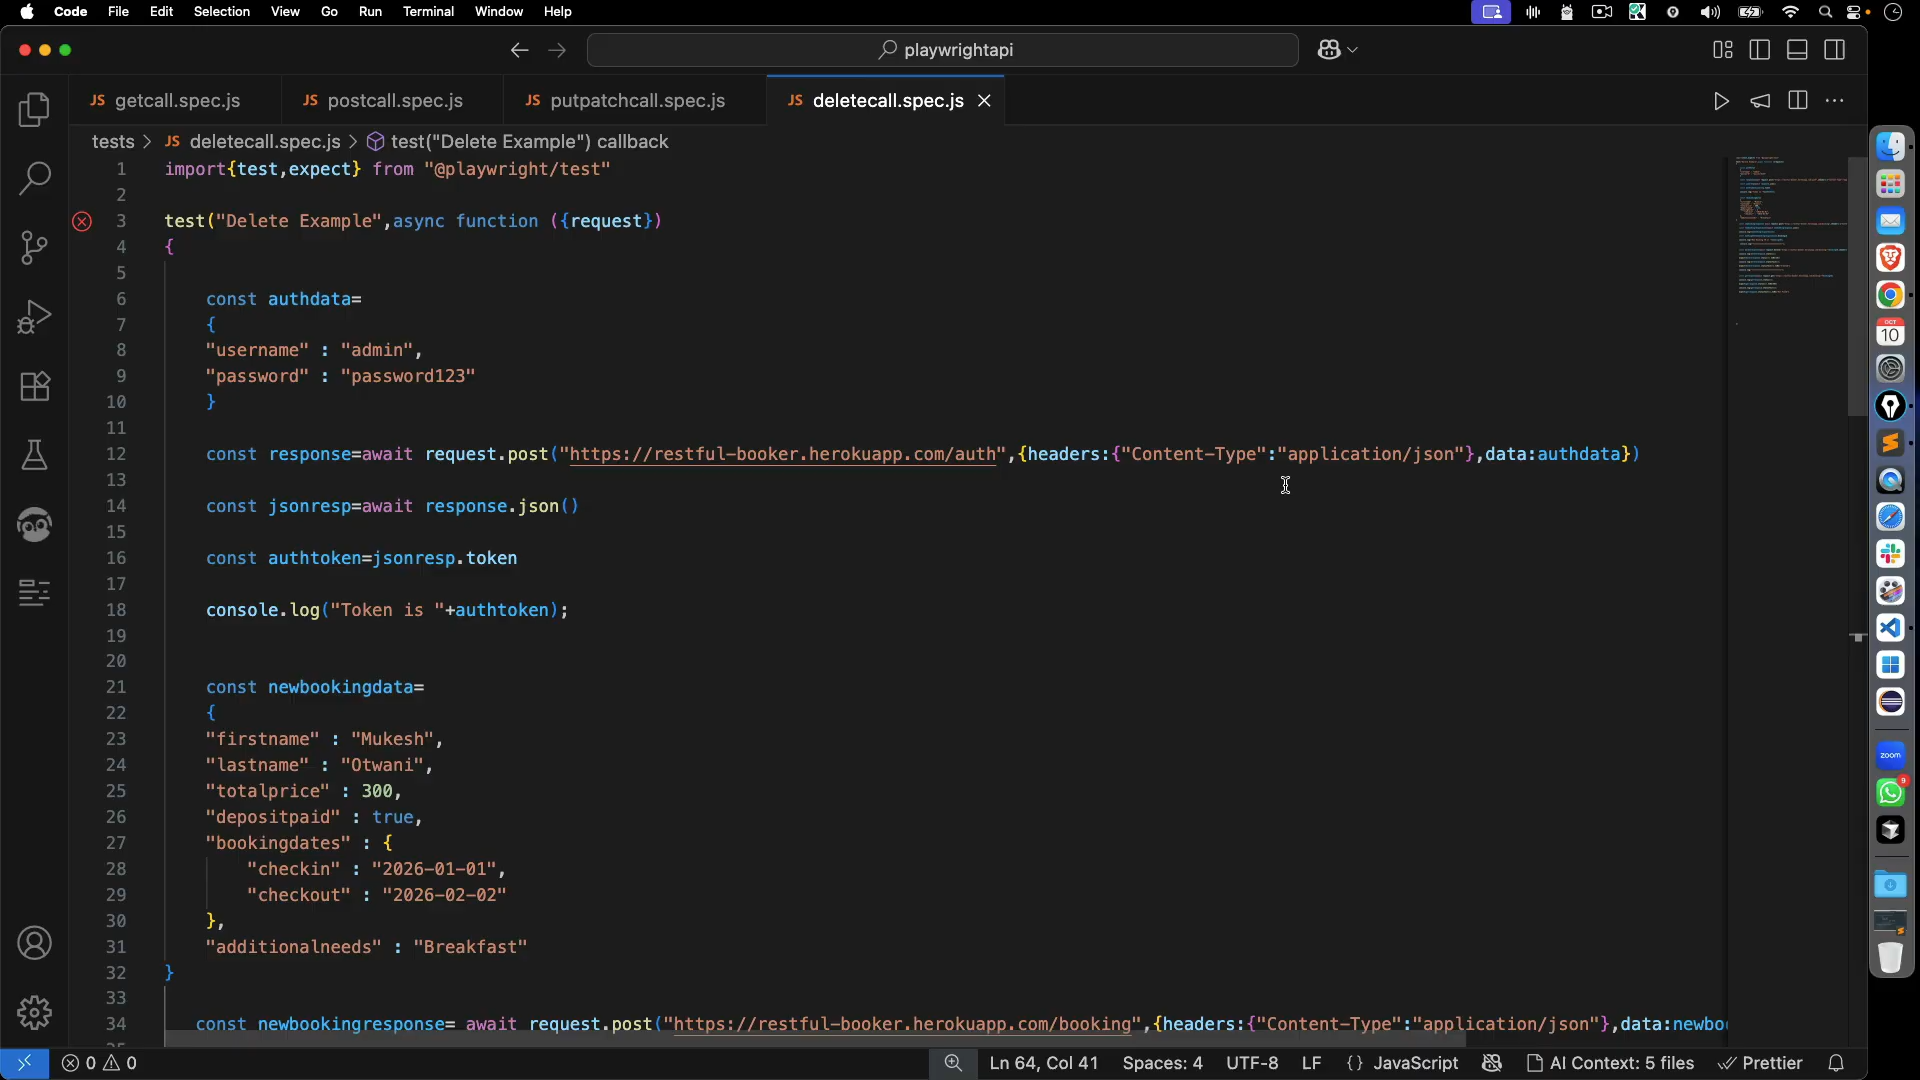 Code File Edit Selection View Go Run Terminal Window Help
playwrightapi
JS getcall.spec.js JS postcall.spec.js JS putpatchcall.spec.js JS deletecall.spec.js
tests > JS deletecall.spec.js > test("Delete Example") callback
1 import{test,expect} from "@playwright/test"
2
3 test("Delete Example",async function ({request})
4 {
5
6 const authdata=
7 {
8 "username" : "admin",
9 "password" : "password123"
10 }
11
12 const response=await request.post("https://restful-booker.herokuapp.com/auth",{headers:{"Content-Type":"application/json"},data:authdata})
13
14 const jsonresp=await response.json()
15
16 const authtoken=jsonresp.token
17
18 console.log("Token is "+authtoken);
19
20
21 const newbookingdata=
22 {
23 "firstname" : "Mukesh",
24 "lastname" : "Otwani",
25 "totalprice" : 300,
26 "depositpaid" : true,
27 "bookingdates" : {
28 "checkin" : "2026-01-01",
29 "checkout" : "2026-02-02"
30 },
31 "additionalneeds" : "Breakfast"
32 }
33
34 const newbookingresponse= await request.post("https://restful-booker.herokuapp.com/booking",{headers:{"Content-Type":"application/json"},data:newbo
OCT
10
zoom
9
0 0 Ln 64, Col 41 Spaces: 4 UTF-8 LF {} JavaScript AI Context: 5 files Prettier